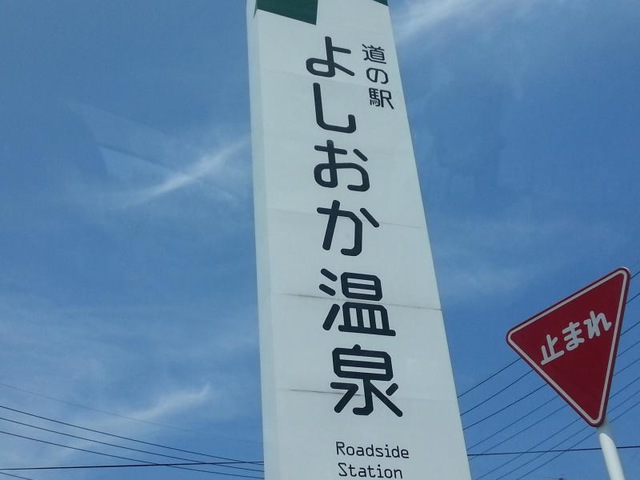 道の駅
よしおか温泉
Roadside
Station
止まれ